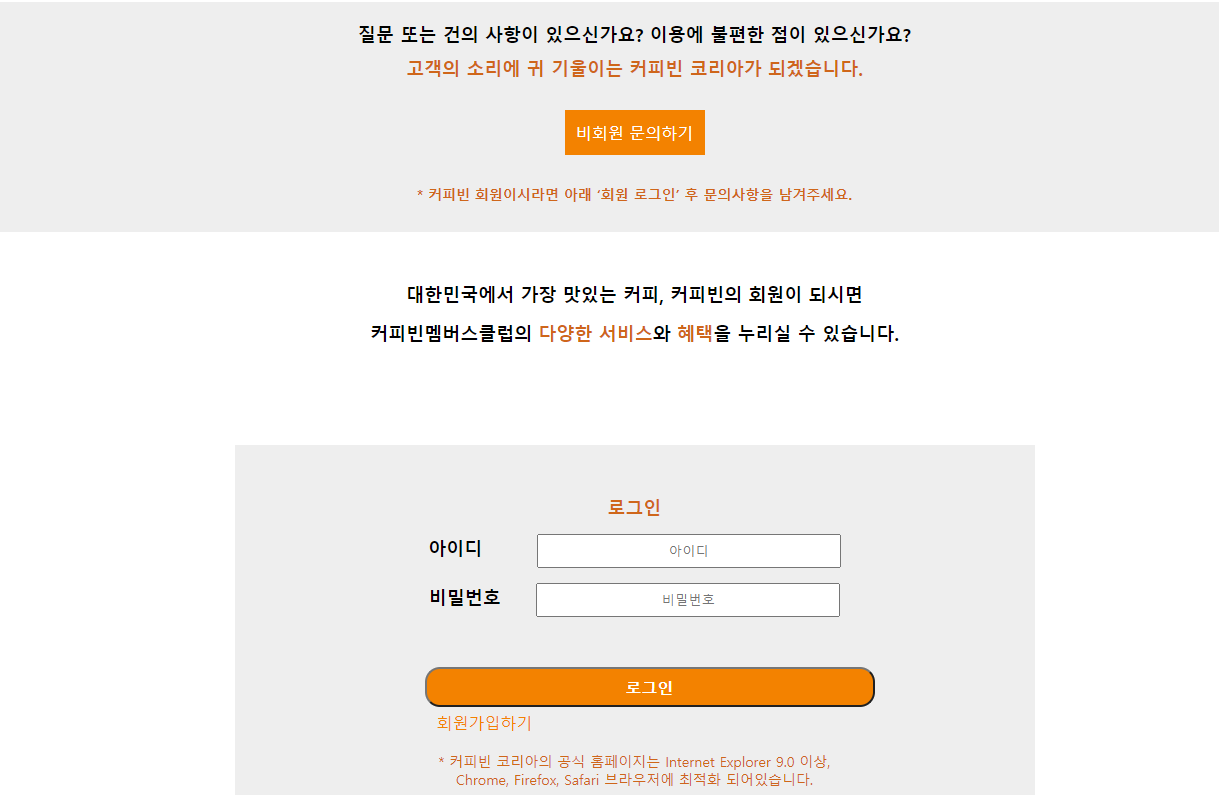 질문 또는 건의 사항이 있으신가요? 이용에 불편한 점이 있으신가요?
고객의 소리에 귀 기울이는 커피빈 코리아가 되겠습니다.
비회원 문의하기
* 커피빈 회원이시라면 아래 ‘회원 로그인’ 후 문의사항을 남겨주세요.
대한민국에서 가장 맛있는 커피, 커피빈의 회원이 되시면
커피빈멤버스클럽의 다양한 서비스와 혜택을 누리실 수 있습니다.
로그인
아이디 아이디
비밀번호 비밀번호
로그인
회원가입하기
* 커피빈 코리아의 공식 홈페이지는 Internet Explorer 9.0 이상,
Chrome, Firefox, Safari 브라우저에 최적화 되어있습니다.